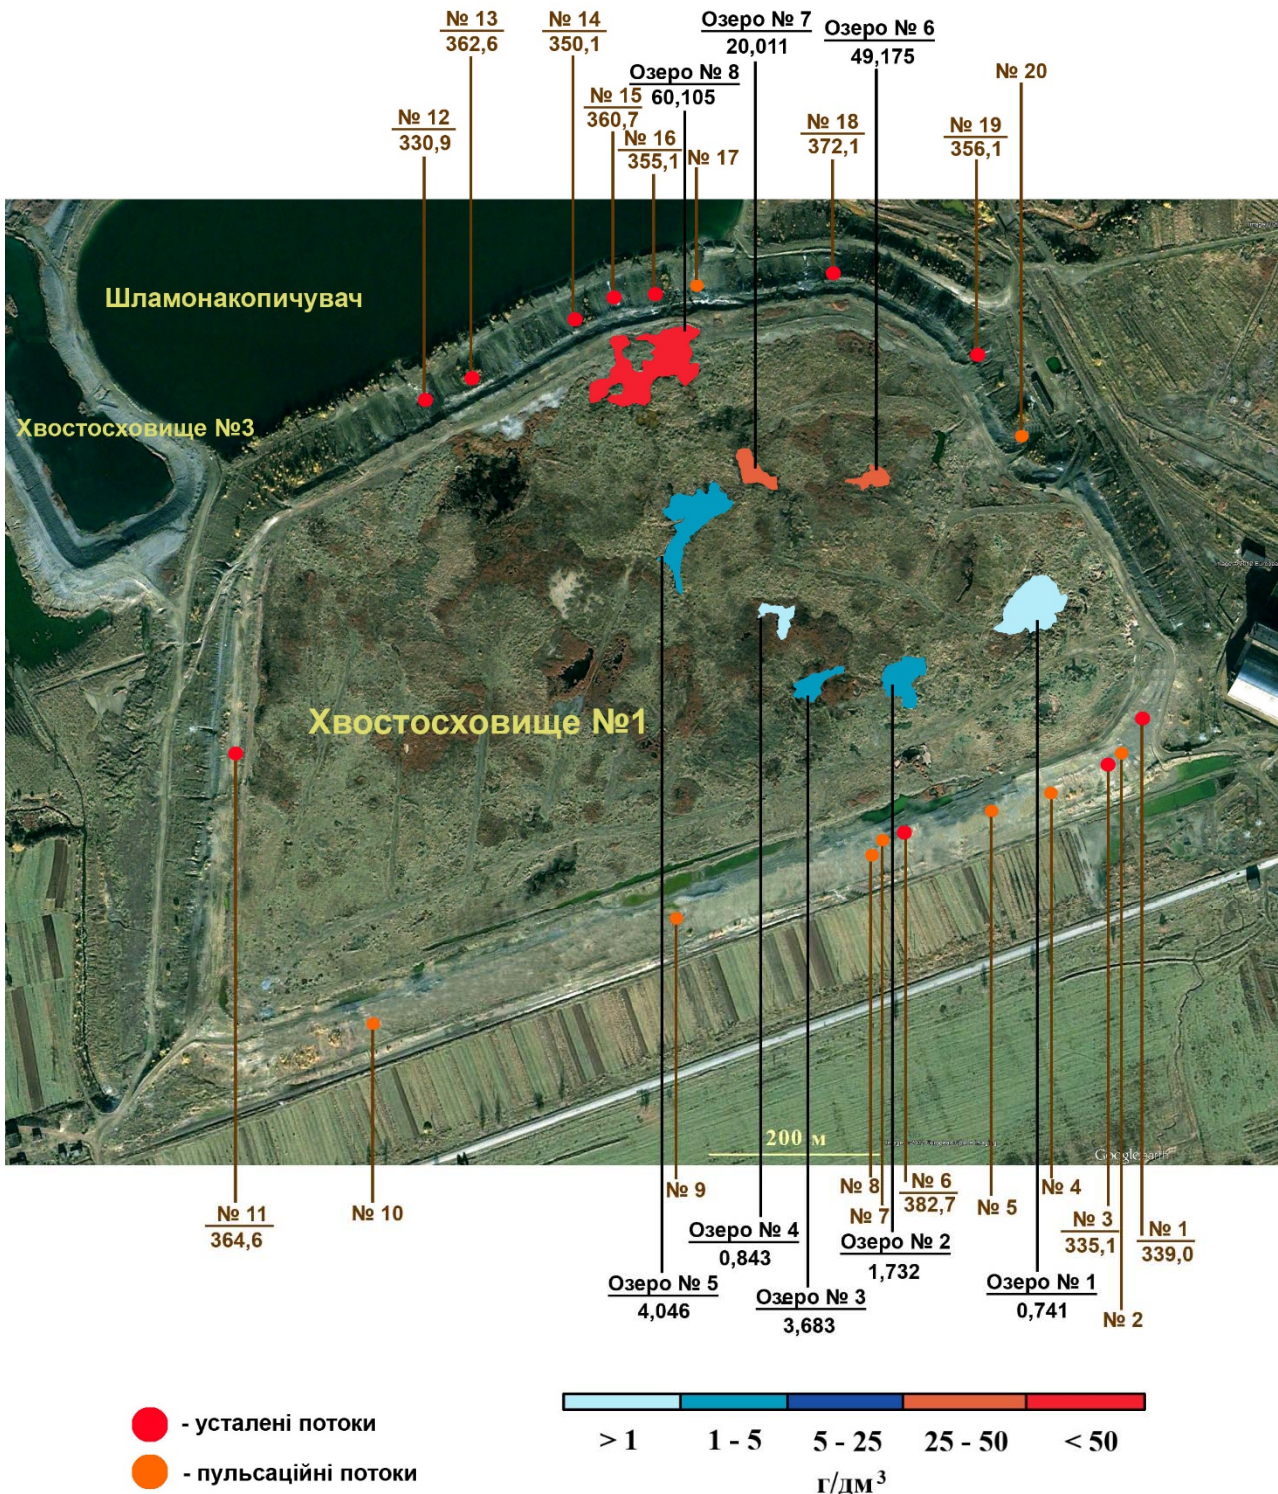 № 13
362,6
№ 14
350,1
Озеро № 7
20,011
Озеро № 6
49,175
Озеро № 8
60,105
№ 20
№ 12
330,9
№ 15
360,7
№ 16
355,1
№ 17
№ 18
372,1
№ 19
356,1
Шламонакопичувач
Хвостосховище №3
Хвостосховище №1
200 м
Google earth
№ 11
364,6
№ 10
№ 9
№ 8
№ 7
№ 6
382,7
№ 5
№ 4
№ 3
335,1
№ 1
339,0
№ 2
Озеро № 5
4,046
Озеро № 4
0,843
Озеро № 3
3,683
Озеро № 2
1,732
Озеро № 1
0,741
- усталені потоки
- пульсаційні потоки
> 1
1 - 5
5 - 25
25 - 50
< 50
г/дм³